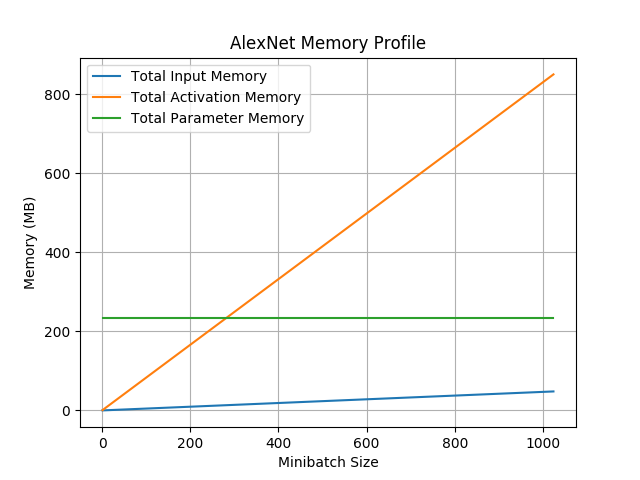 AlexNet Memory Profile
Total Input Memory
Total Activation Memory
Total Parameter Memory
Memory (MB)
800
600
400
200
0
0 200 400 600 800 1000
Minibatch Size